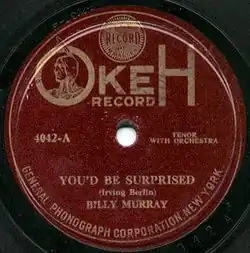 RECORD
OKEH
RECORD
4042-A
TENOR
WITH ORCHESTRA
YOU'D BE SURPRISED
(Irving Berlin)
BILLY MURRAY
GENERAL PHONOGRAPH CORPORATION, NEW YORK